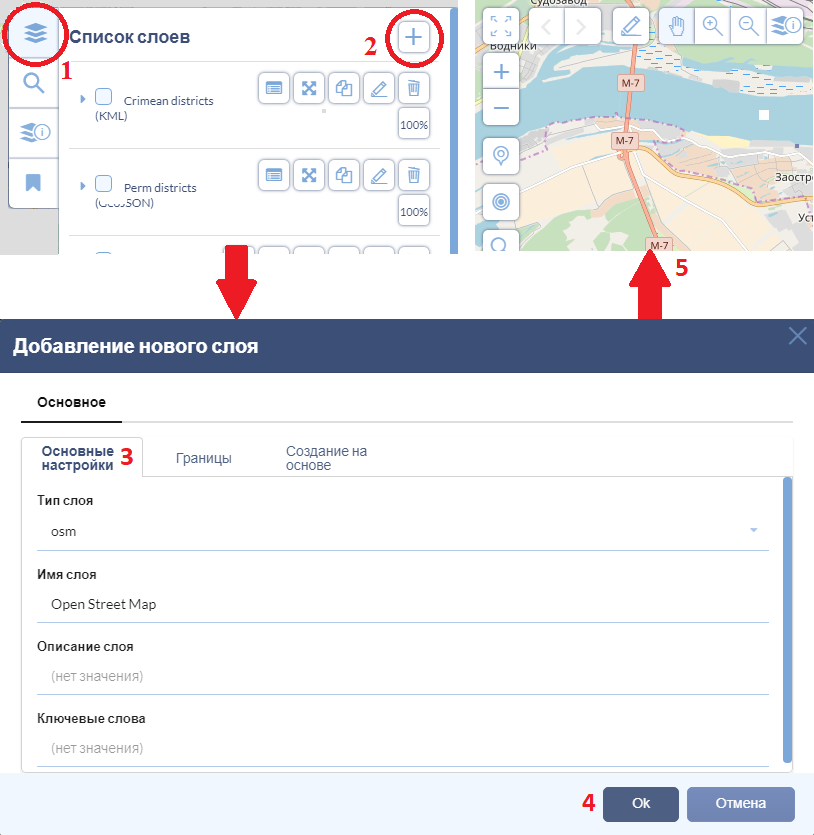 Список слоев
2
1
Crimean districts
(KML)
100%
Perm districts
100%
Судозавод
Водники
i
M-7
M-7
Заостр
Уст
M-7
5
Добавление нового слоя
Основное
Основные
настройки
3
Границы
Создание на
основе
Тип слоя
osm
Имя слоя
Open Street Map
Описание слоя
(нет значения)
Ключевые слова
(нет значения)
4
Ok
Отмена